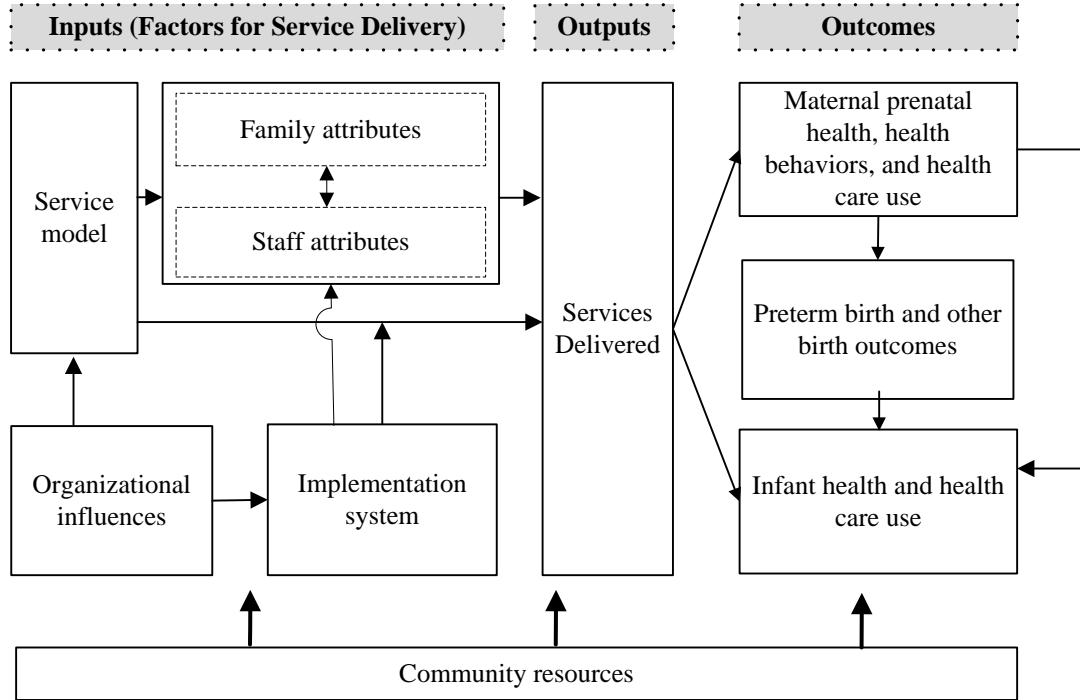 Inputs (Factors for Service Delivery)
Outputs
Outcomes
Service
model
Family attributes
Staff attributes
Organizational
influences
Implementation
system
Services
Delivered
Maternal prenatal
health, health
behaviors, and health
care use
Preterm birth and other
birth outcomes
Infant health and health
care use
Community resources